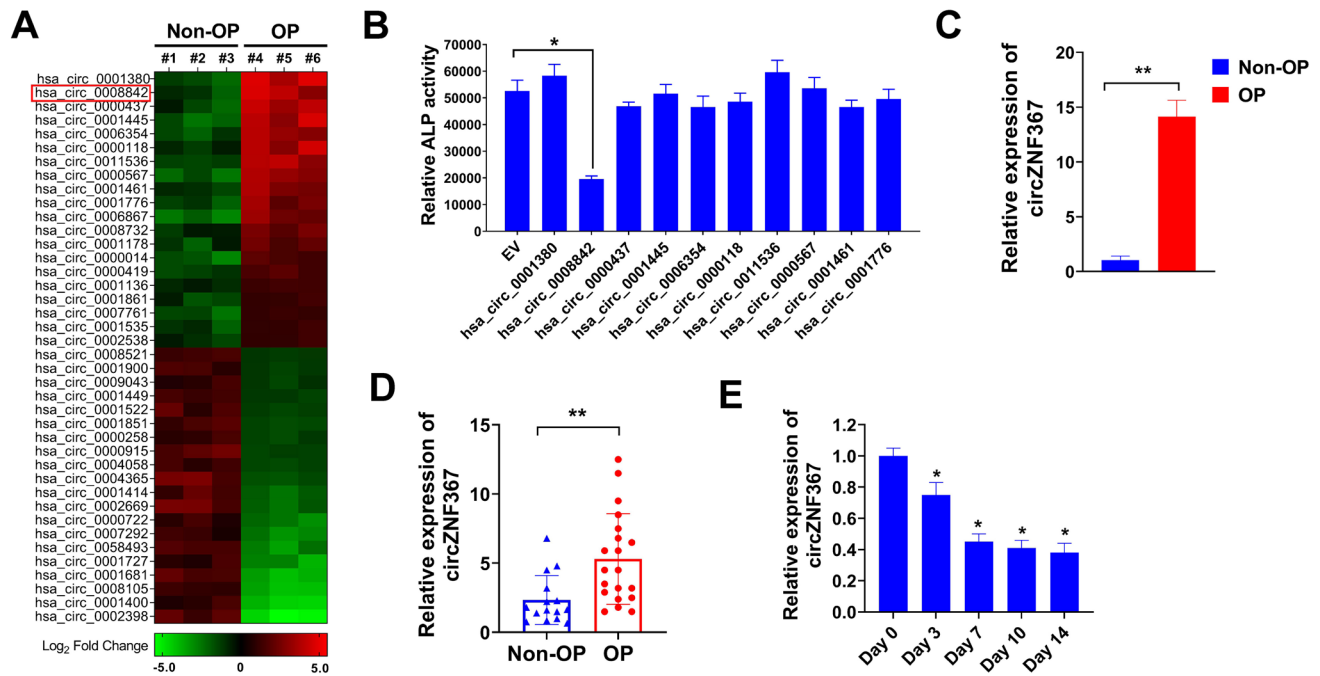 A
Non-OP OP
#1 #2 #3 #4 #5 #6
hsa_circ_0001380
hsa_circ_0008842
hsa_circ_0000437
hsa_circ_0001445
hsa_circ_0006354
hsa_circ_0000118
hsa_circ_0011536
hsa_circ_0000567
hsa_circ_0001461
hsa_circ_0001776
hsa_circ_0006867
hsa_circ_0008732
hsa_circ_0001178
hsa_circ_0000014
hsa_circ_0000419
hsa_circ_0001136
hsa_circ_0001861
hsa_circ_0007761
hsa_circ_0001535
hsa_circ_0002538
hsa_circ_0008521
hsa_circ_0001900
hsa_circ_0009043
hsa_circ_0001449
hsa_circ_0001522
hsa_circ_0001851
hsa_circ_0000258
hsa_circ_0000915
hsa_circ_0004058
hsa_circ_0004365
hsa_circ_0001414
hsa_circ_0002669
hsa_circ_0000722
hsa_circ_0007292
hsa_circ_0058493
hsa_circ_0001727
hsa_circ_0001681
hsa_circ_0008105
hsa_circ_0001400
hsa_circ_0002398
Log2 Fold Change
-5.0 0 5.0
B
Relative ALP activity
70000
60000
50000
40000
30000
20000
10000
0
*
EV
hsa_circ_0001380
hsa_circ_0008842
hsa_circ_0000437
hsa_circ_0001445
hsa_circ_0006354
hsa_circ_0000118
hsa_circ_0011536
hsa_circ_0000567
hsa_circ_0001461
hsa_circ_0001776
C
Relative expression of
circZNF367
20
15
10
5
0
**
Non-OP
OP
D
Relative expression of
circZNF367
15
10
5
0
**
Non-OP OP
E
Relative expression of
circZNF367
1.2
1.0
0.8
0.6
0.4
0.2
0.0
* * * *
Day 0
Day 3
Day 7
Day 10
Day 14